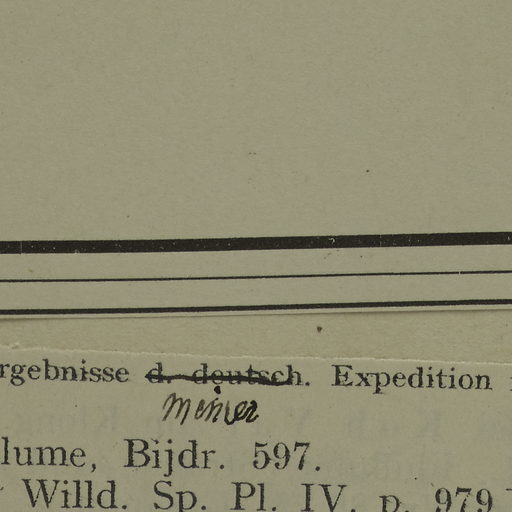 rgebnisse d. deutsch. Expedition
meiner
lume, Bijdr. 597.
Willd. Sp. Pl. IV. p. 979